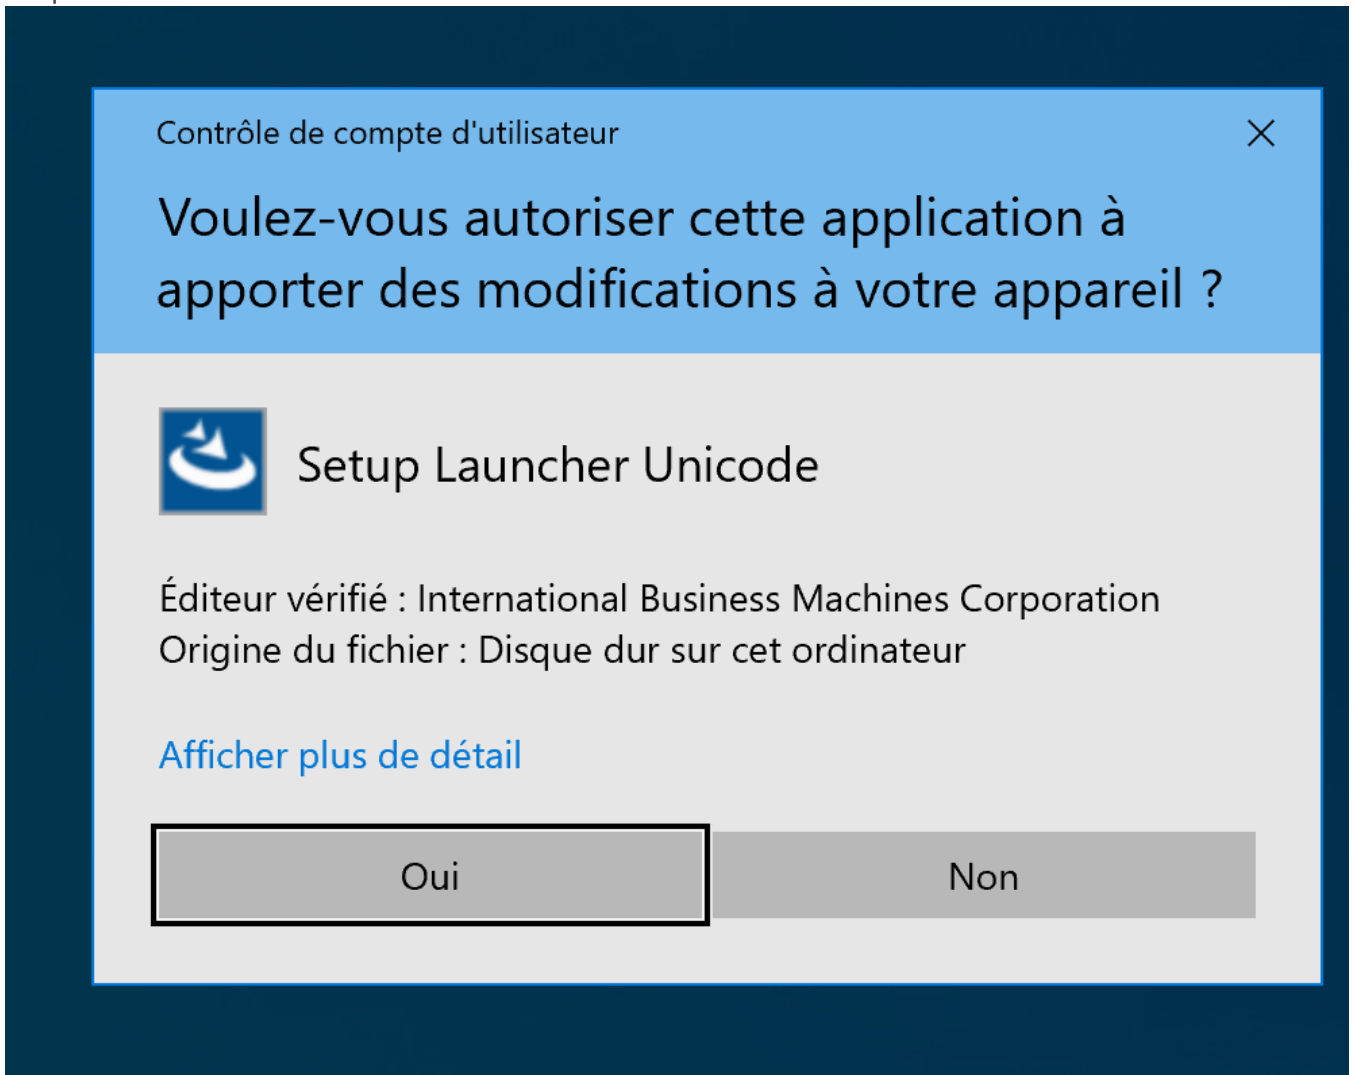 Contrôle de compte d'utilisateur
Voulez-vous autoriser cette application à
apporter des modifications à votre appareil ?
Setup Launcher Unicode
Éditeur vérifié : International Business Machines Corporation
Origine du fichier : Disque dur sur cet ordinateur
Afficher plus de détail
Oui
Non